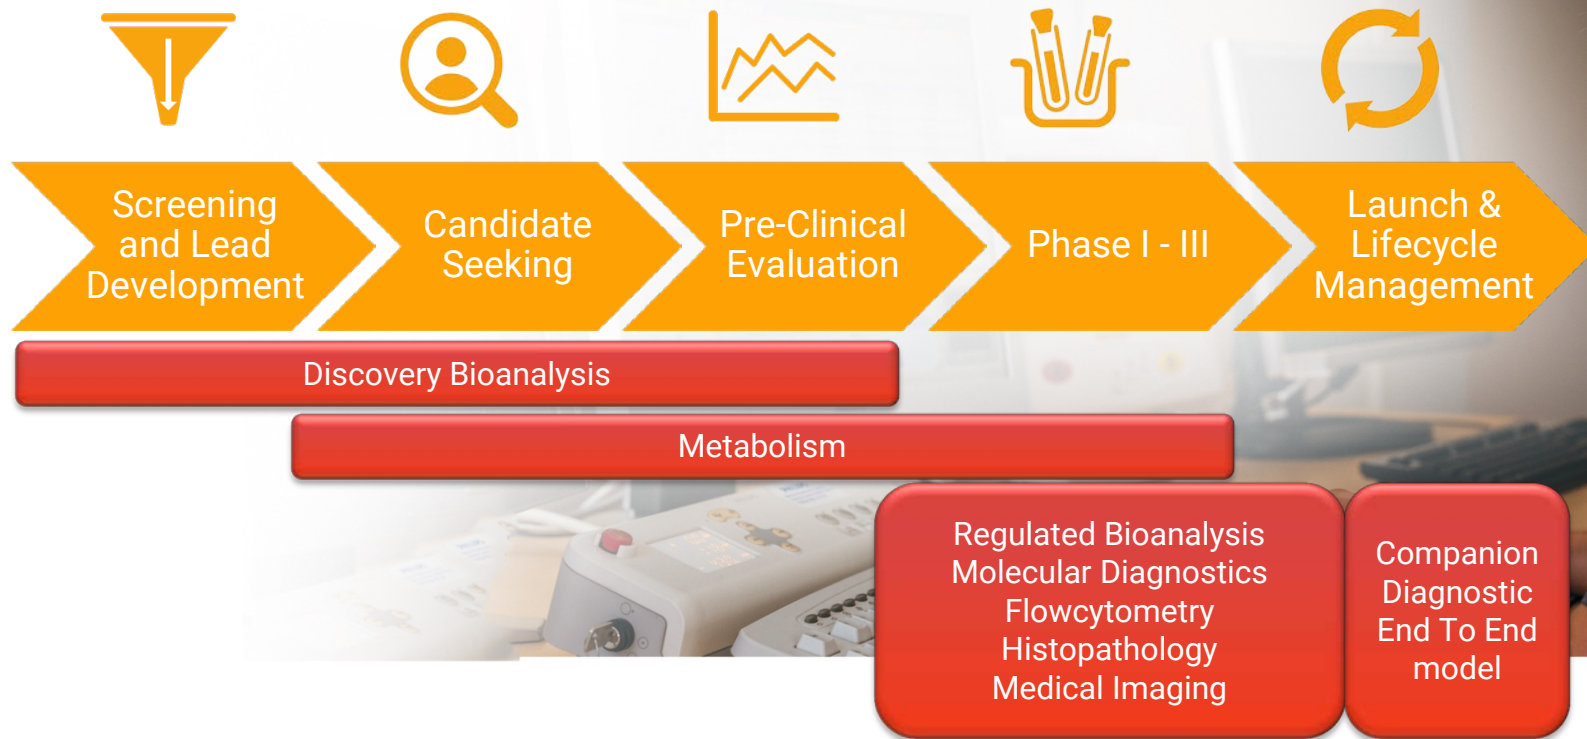 Screening
and Lead
Development
Candidate
Seeking
Pre-Clinical
Evaluation
Phase I - III
Launch &
Lifecycle
Management
Discovery Bioanalysis
Metabolism
Regulated Bioanalysis
Molecular Diagnostics
Flowcytometry
Histopathology
Medical Imaging
Companion
Diagnostic
End To End
model